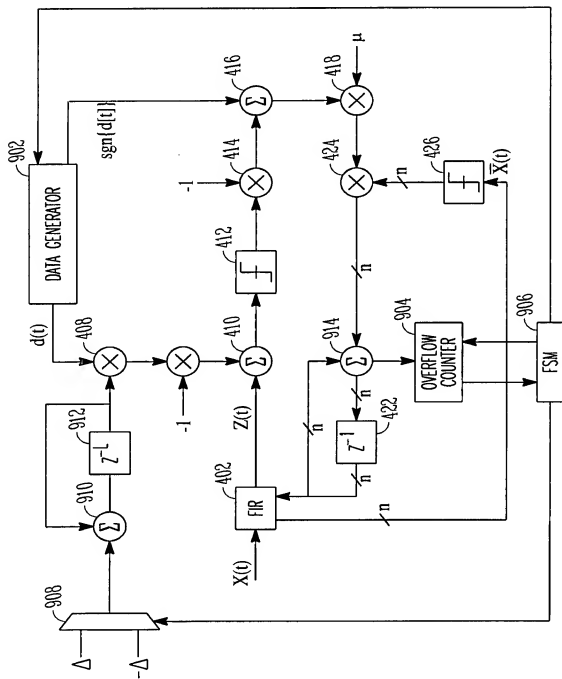 902
DATA GENERATOR
d(t)
sgn{d[t]}
908
Δ
-Δ
910
Σ
912
z⁻ᴸ
408
X
-1
X
414
-1
X
416
Σ
X(t)
402
FIR
Z(t)
410
Σ
412
418
X
μ
n
422
z⁻¹
n
n
914
Σ
n
424
X
n
426
X̅(t)
n
904
OVERFLOW
COUNTER
906
FSM